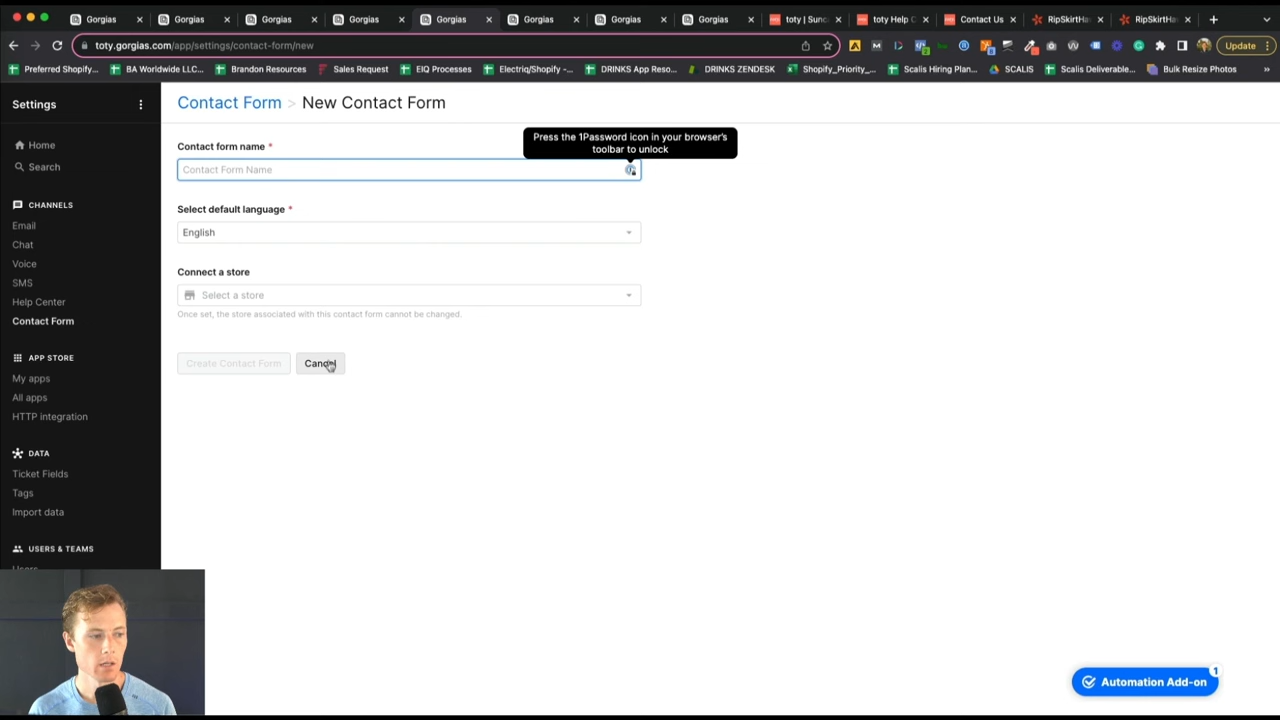 Gorgias
Gorgias
Gorgias
Gorgias
Gorgias
Gorgias
Gorgias
Gorgias
toty | Sunc
toty Help C
Contact Us
RipSkirtHa
RipSkirtHa
toty.gorgias.com/app/settings/contact-form/new
Update
Preferred Shopify...
BA Worldwide LLC...
Brandon Resources
Sales Request
EIQ Processes
Electriq/Shopify -...
DRINKS App Reso...
DRINKS ZENDESK
Shopify_Priority_...
Scalis Hiring Plan...
SCALIS
Scalis Deliverable...
Bulk Resize Photos
Settings
Home
Search
CHANNELS
Email
Chat
Voice
SMS
Help Center
Contact Form
APP STORE
My apps
All apps
HTTP integration
DATA
Ticket Fields
Tags
Import data
USERS & TEAMS
Users
Contact Form > New Contact Form
Press the 1Password icon in your browser's
toolbar to unlock
Contact form name *
Contact Form Name
Select default language *
English
Connect a store
Select a store
Once set, the store associated with this contact form cannot be changed.
Create Contact Form
Cancel
Automation Add-on
1